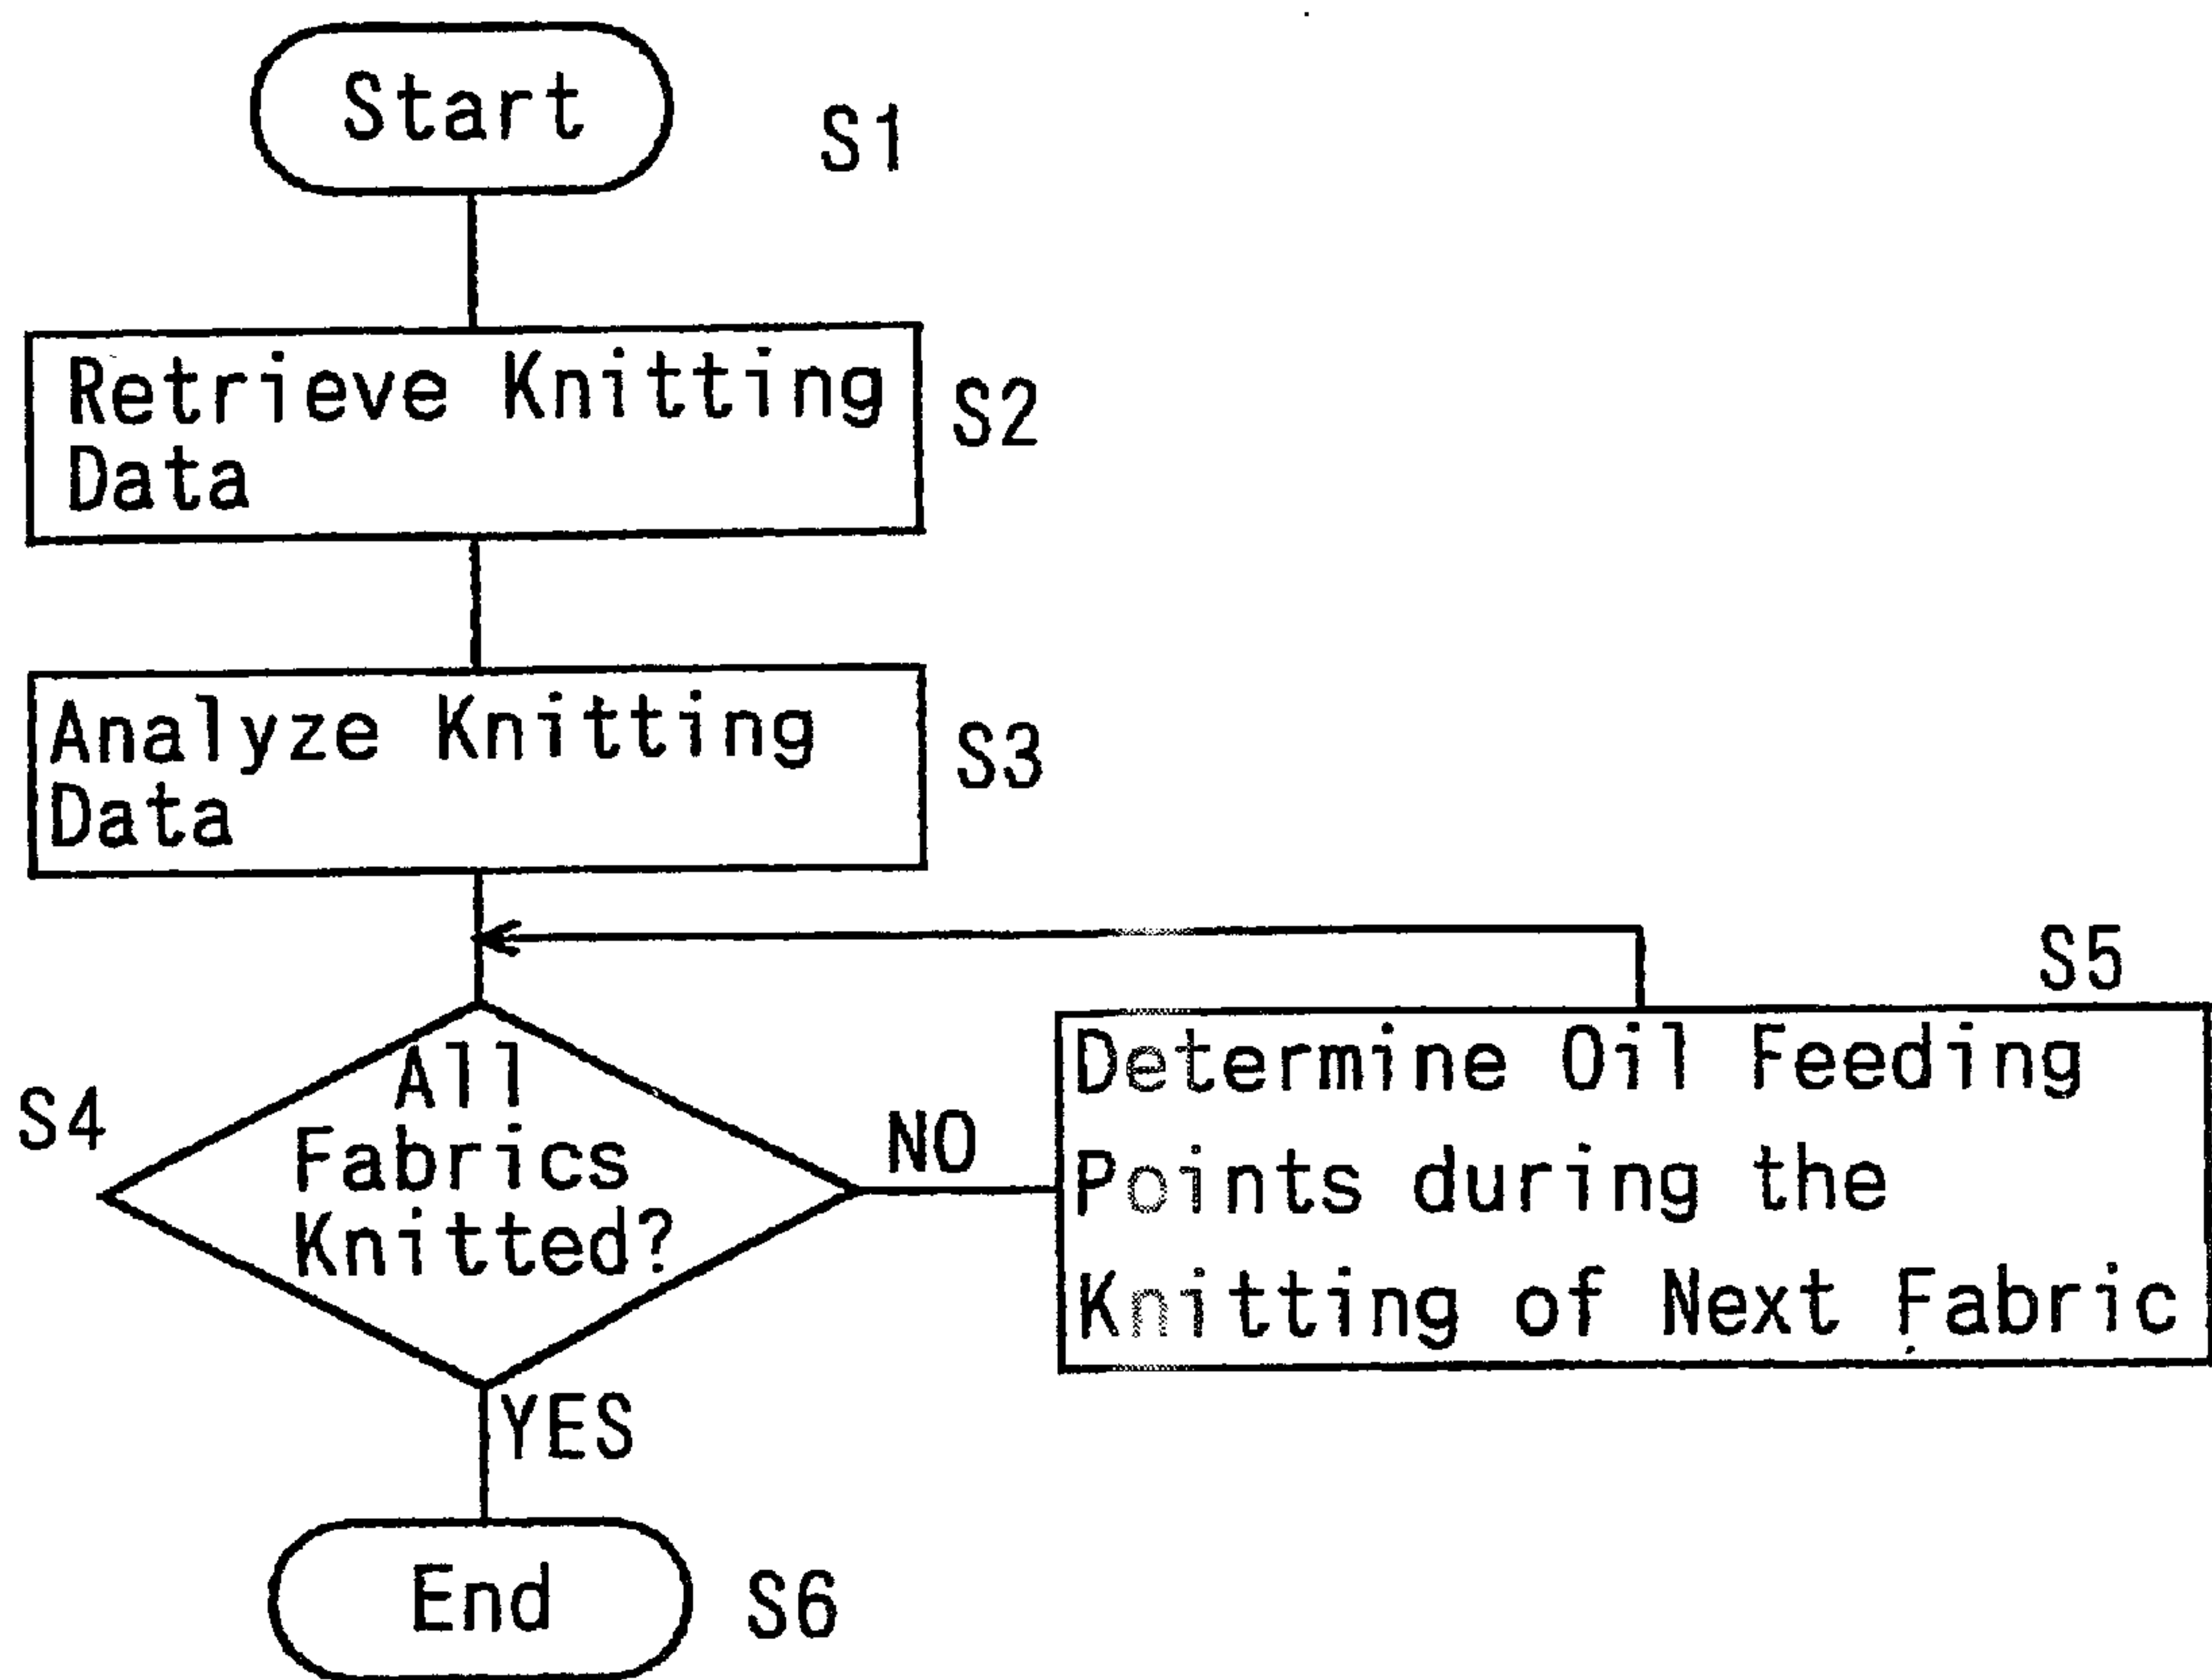 Start
S1
Retrieve Knitting
Data
S2
Analyze Knitting
Data
S3
S4
All
Fabrics
Knitted?
NO
YES
S5
Determine Oil Feeding
Points during the
Knitting of Next Fabric
End
S6